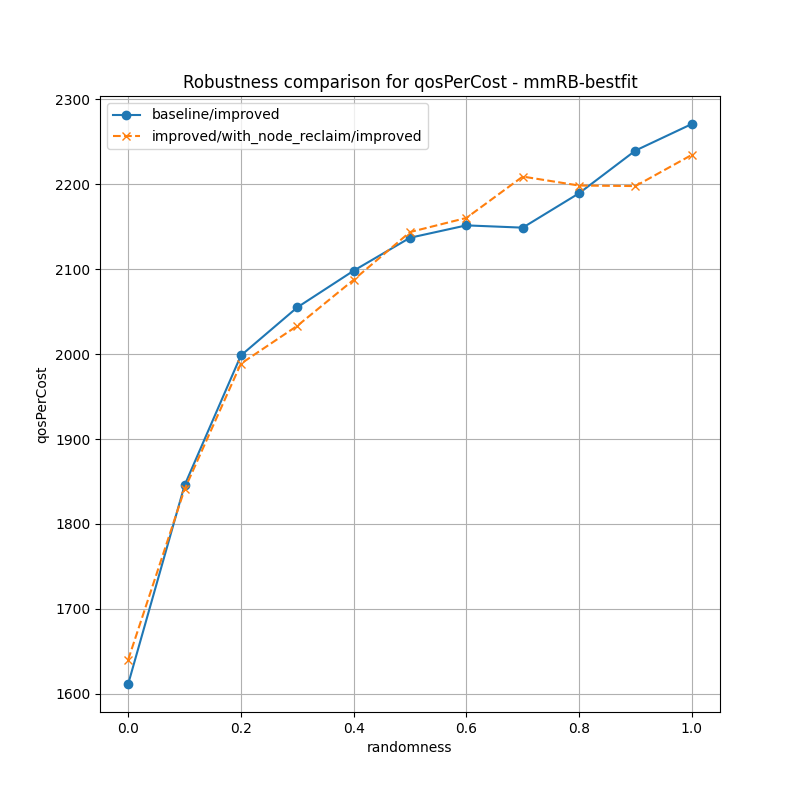 Robustness comparison for qosPerCost - mmRB-bestfit
baseline/improved
improved/with_node_reclaim/improved
2300
2200
2100
2000
1900
1800
1700
1600
qosPerCost
0.0 0.2 0.4 0.6 0.8 1.0
randomness